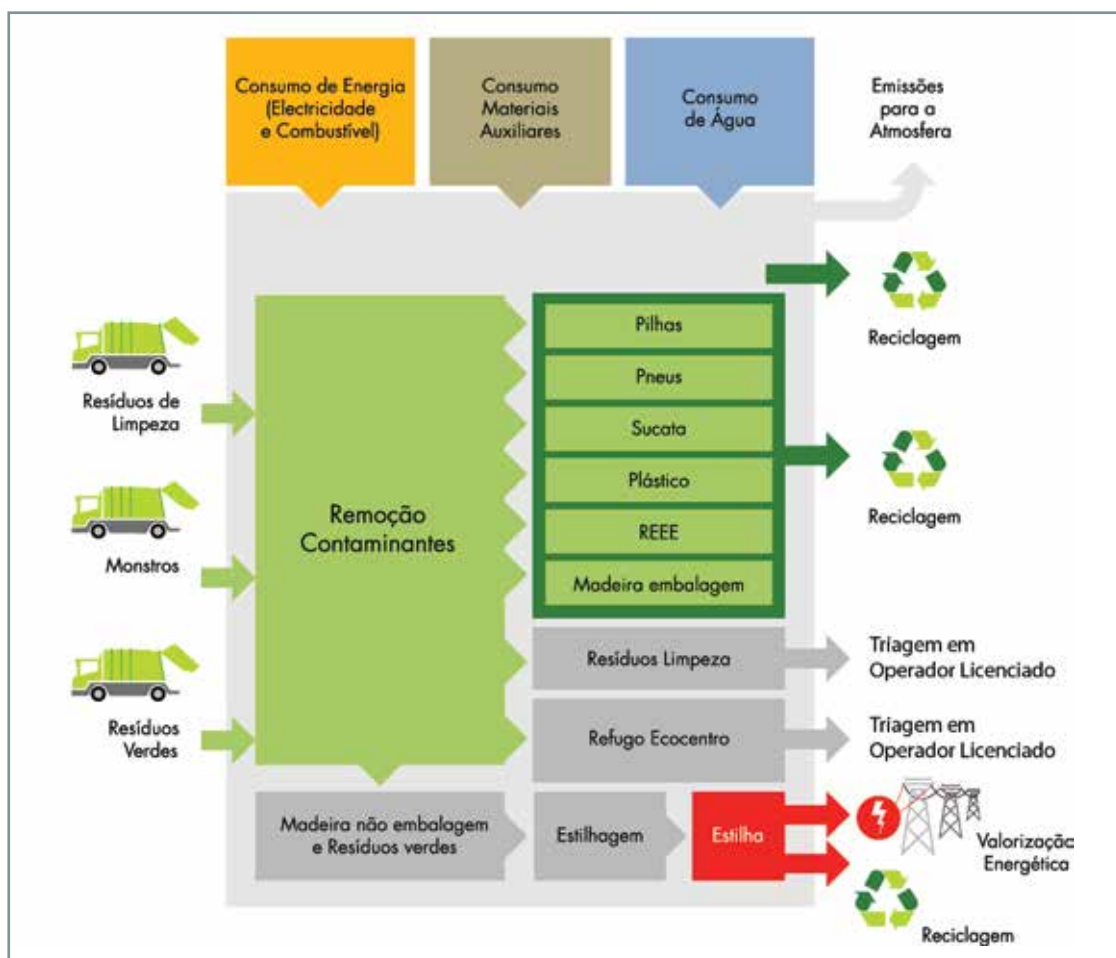 Consumo de Energia
(Electricidade
e Combustível)
Consumo
Materiais
Auxiliares
Consumo
de Água
Emissões
para a
Atmosfera
Resíduos de
Limpeza
Monstros
Resíduos
Verdes
Remoção
Contaminantes
Pilhas
Pneus
Sucata
Plástico
REEE
Madeira embalagem
Reciclagem
Reciclagem
Resíduos Limpeza
Triagem em
Operador Licenciado
Refugo Ecocentro
Triagem em
Operador Licenciado
Madeira não embalagem
e Resíduos verdes
Estilhagem
Estilha
Valorização
Energética
Reciclagem